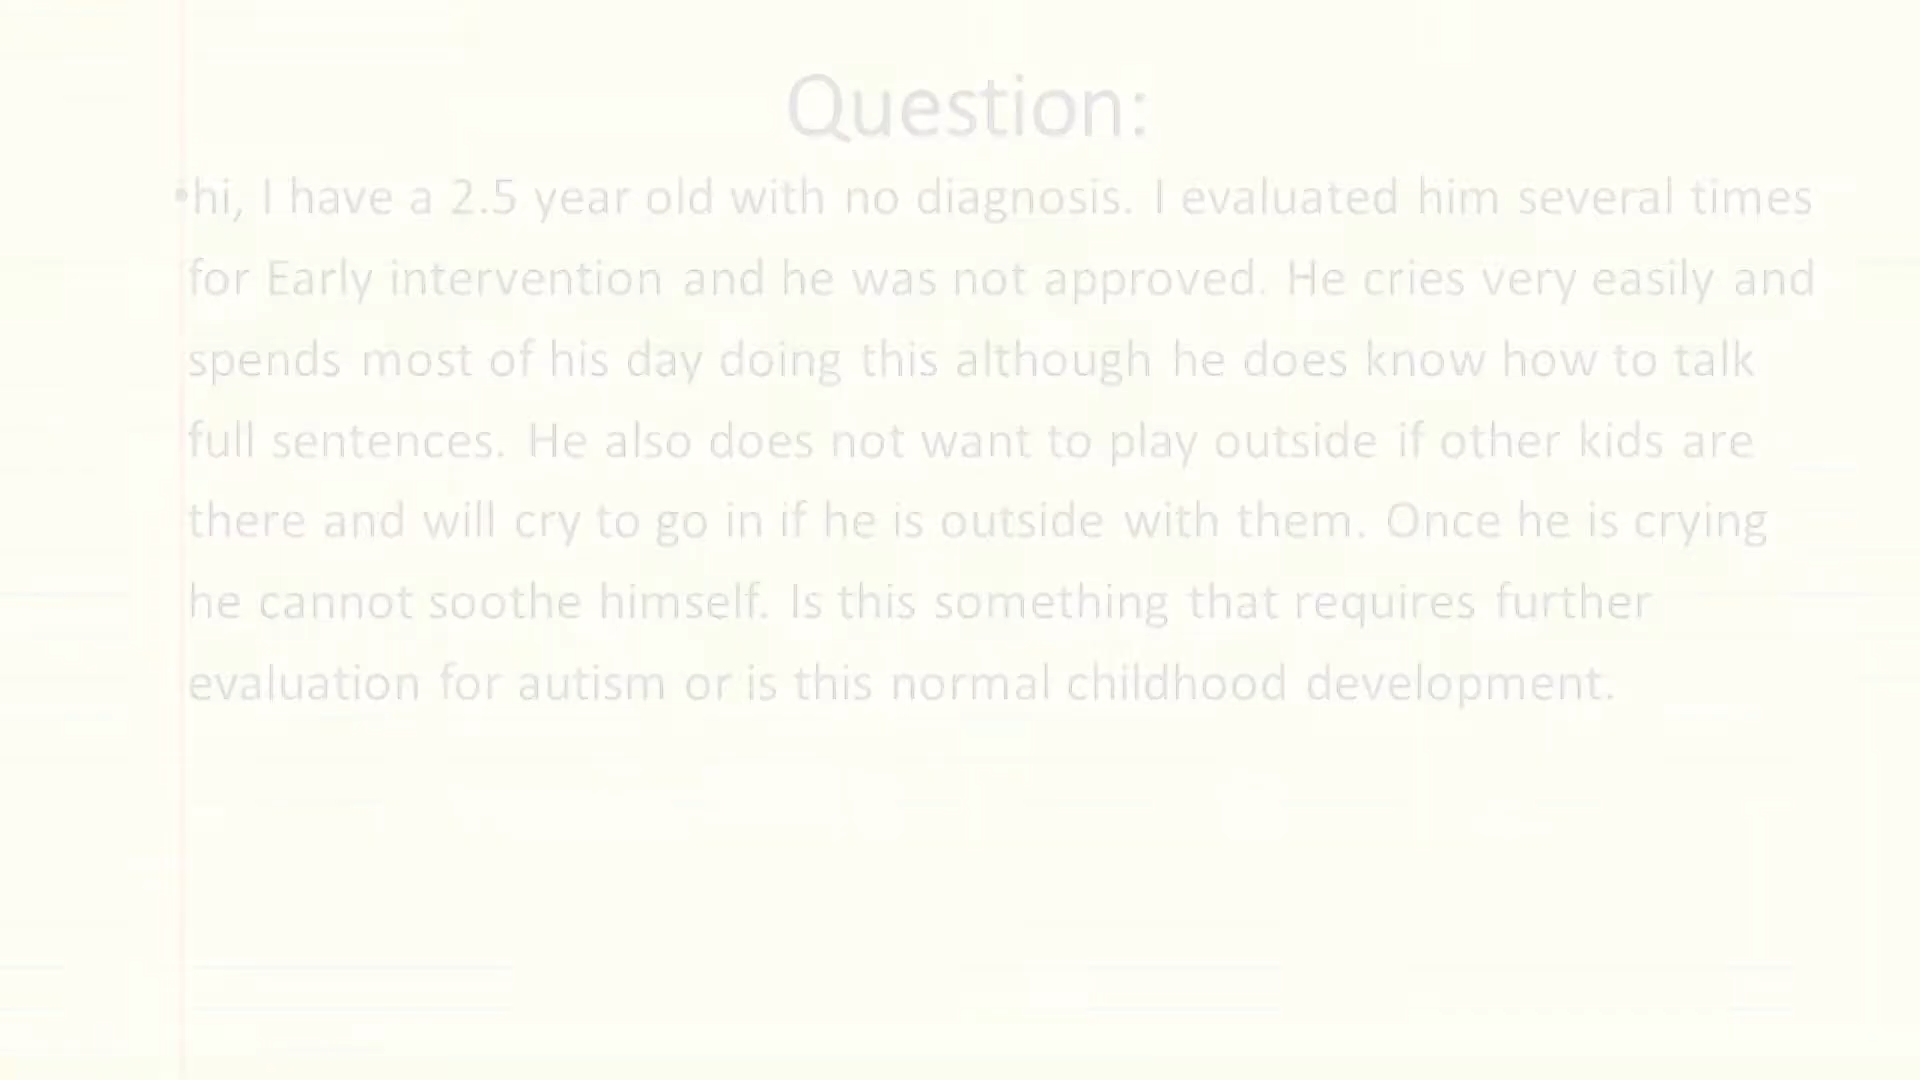 Question:
•hi, I have a 2.5 year old with no diagnosis. I evaluated him several times
for Early intervention and he was not approved. He cries very easily and
spends most of his day doing this although he does know how to talk
full sentences. He also does not want to play outside if other kids are
there and will cry to go in if he is outside with them. Once he is crying
he cannot soothe himself. Is this something that requires further
evaluation for autism or is this normal childhood development.